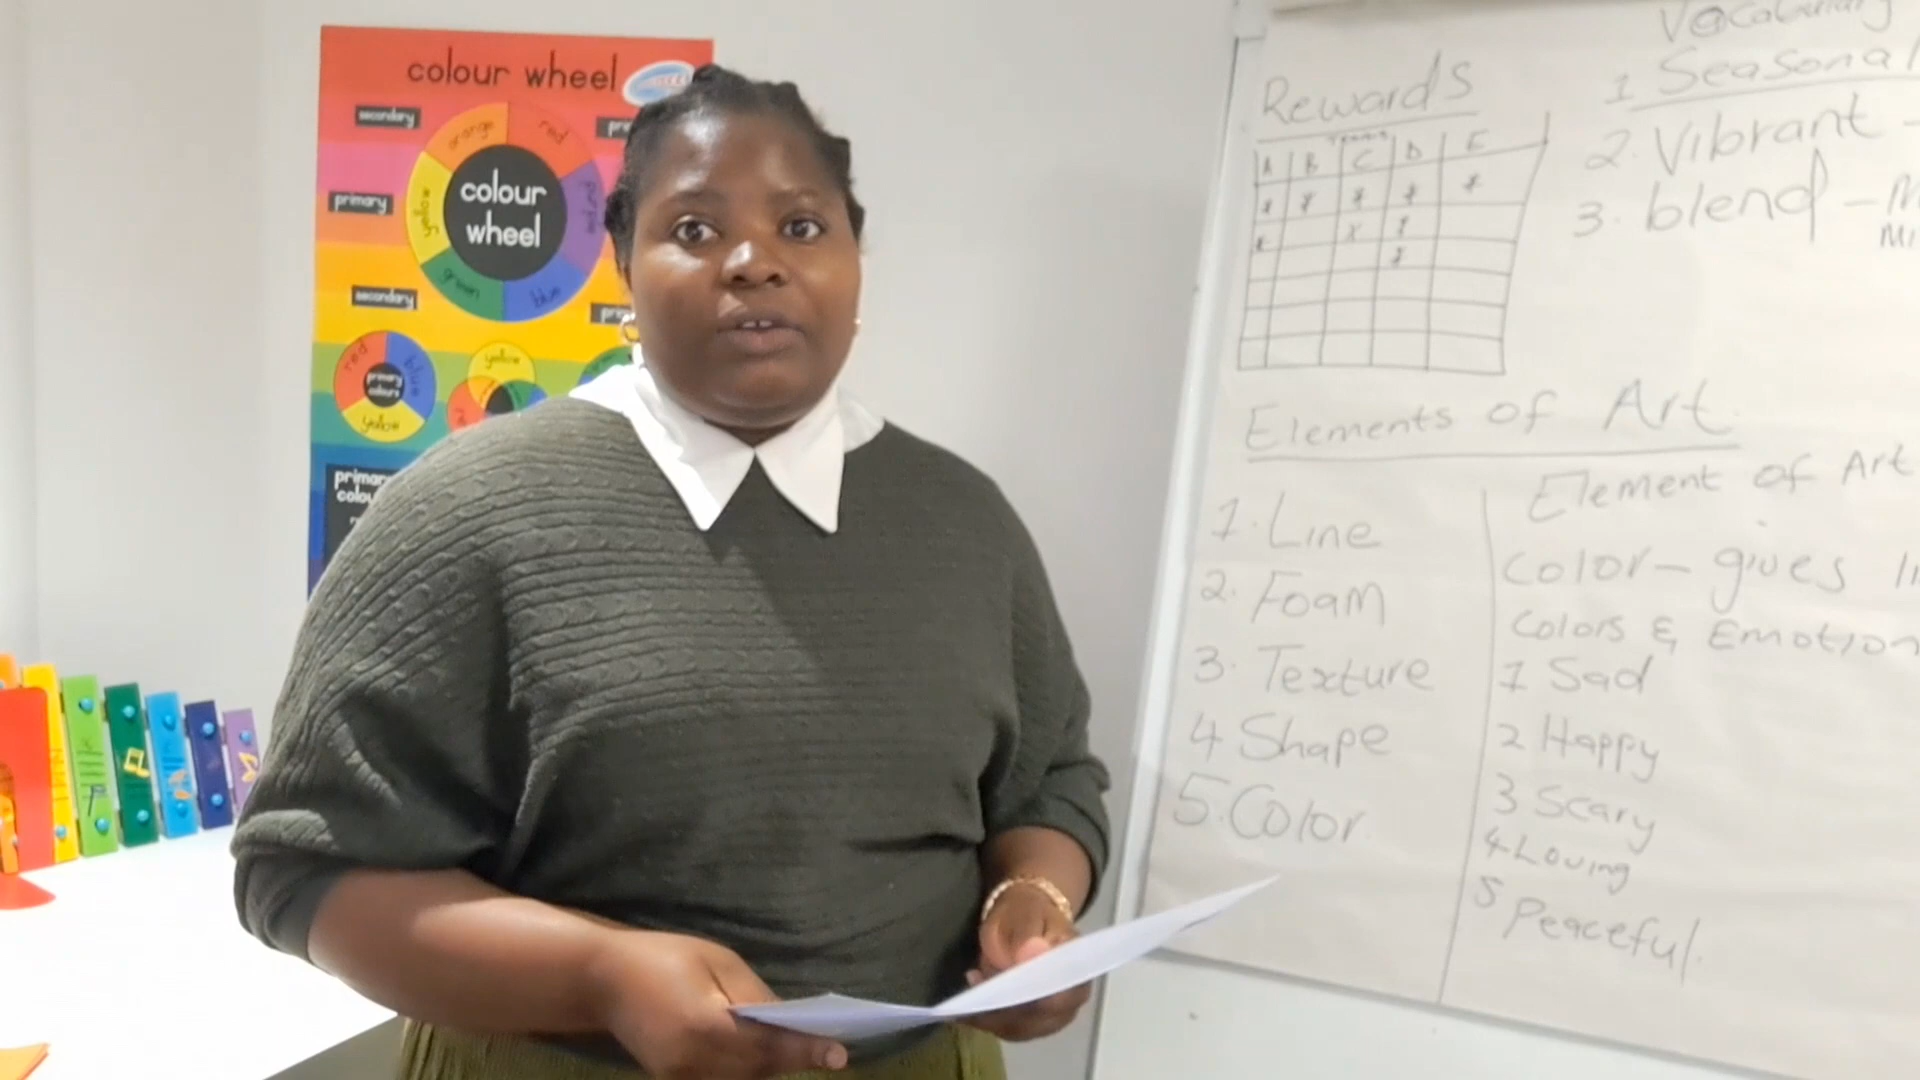 colour wheel
secondary
orange
red
primary
yellow
colour
wheel
purple
green
blue
secondary
red
blue
primary
colours
yellow
yellow
primary
Vocabulary
1 Seasonal
2. Vibrant -
3. blend - M
Mi
Rewards
A B C D E
Elements of Art
1. Line
2. Foam
3. Texture
4 Shape
5. Color
Element of Art
Color - gives li
Colors & Emotion
1 Sad
2 Happy
3 Scary
4 Loving
5 Peaceful.